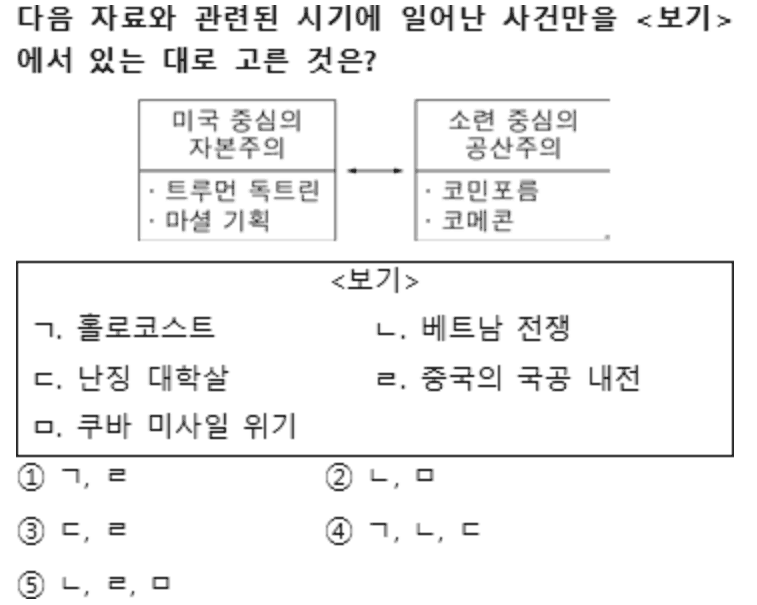 다음 자료와 관련된 시기에 일어난 사건만을 <보기>
에서 있는 대로 고른 것은?
미국 중심의
자본주의
· 트루먼 독트린
· 마셜 기획
소련 중심의
공산주의
· 코민포름
· 코메콘
<보기>
ㄱ. 홀로코스트 ㄴ. 베트남 전쟁
ㄷ. 난징 대학살 ㄹ. 중국의 국공 내전
ㅁ. 쿠바 미사일 위기
① ㄱ, ㄹ ② ㄴ, ㅁ
③ ㄷ, ㄹ ④ ㄱ, ㄴ, ㄷ
⑤ ㄴ, ㄹ, ㅁ